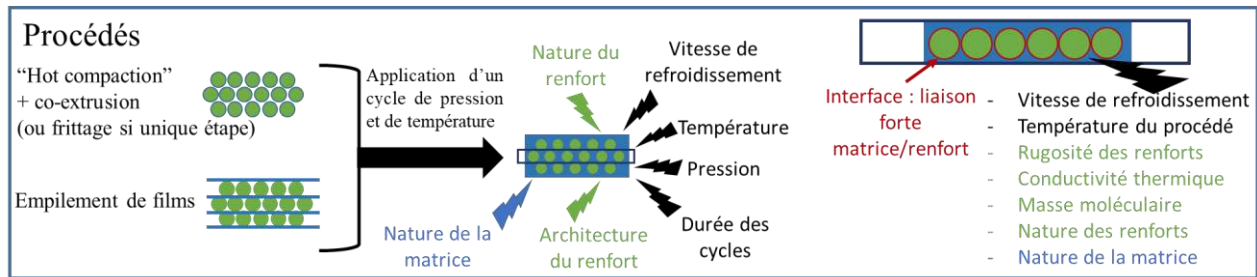 Procédés
“Hot compaction”
+ co-extrusion
(ou frittage si unique étape)
Empilement de films
Application d’un
cycle de pression
et de température
Nature du
renfort
Vitesse de
refroidissement
Température
Pression
Durée des
cycles
Architecture
du renfort
Nature de la
matrice
Interface : liaison
forte
matrice/renfort
- Vitesse de refroidissement
- Température du procédé
- Rugosité des renforts
- Conductivité thermique
- Masse moléculaire
- Nature des renforts
- Nature de la matrice